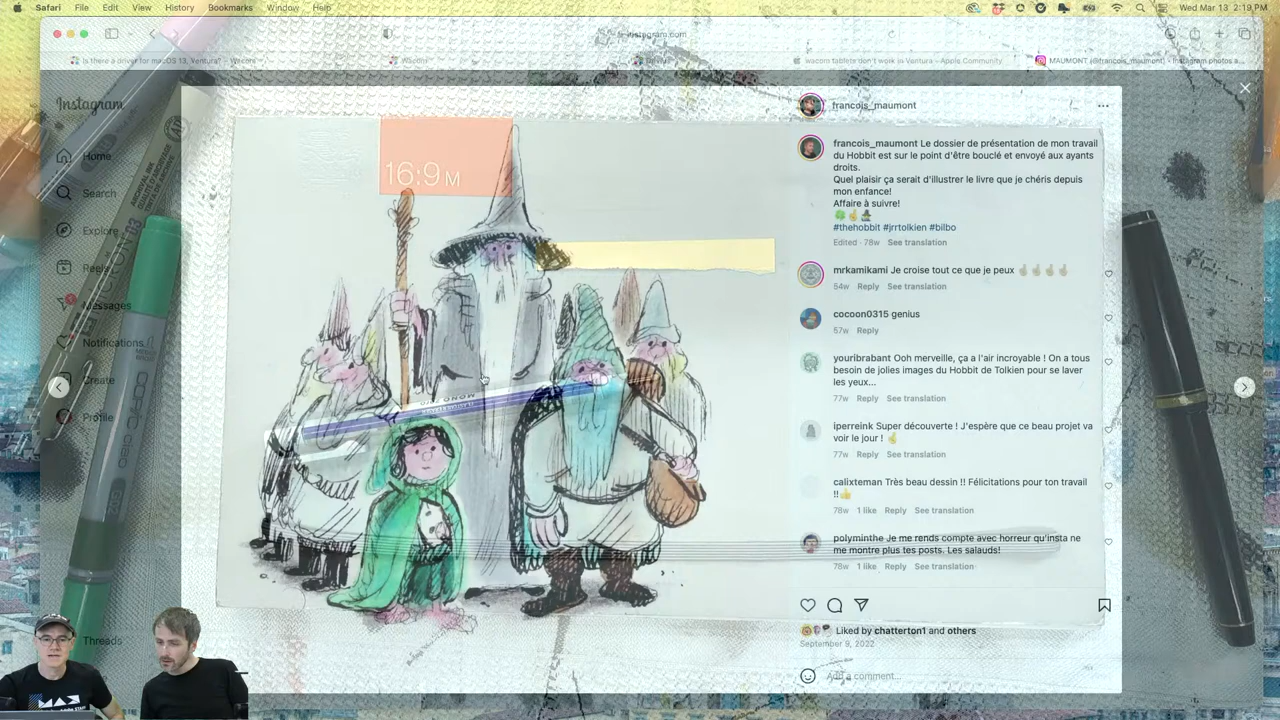 Safari File Edit View History Bookmarks Window Help
Wed Mar 13 2:19 PM
instagram.com
Is there a driver for macOS 13, Ventura? – Wacom
Wacom
Drivers
wacom tablets don't work in Ventura – Apple Community
MAUMONT (@francois_maumont) • Instagram photos a...
Instagram
Home
Search
Explore
Reels
Messages
Notifications
Create
Profile
Threads
16:9 M
francois_maumont
francois_maumont Le dossier de présentation de mon travail
du Hobbit est sur le point d'être bouclé et envoyé aux ayants
droits.
Quel plaisir ça serait d'illustrer le livre que je chéris depuis
mon enfance!
Affaire à suivre!
🍀🤞🧙‍♂️
#thehobbit #jrrtolkien #bilbo
Edited · 78w See translation
mrkamikami Je croise tout ce que je peux 🤞🤞🤞🤞
54w Reply See translation
cocoon0315 genius
57w Reply
youribrabant Ooh merveille, ça a l'air incroyable ! On a tous
besoin de jolies images du Hobbit de Tolkien pour se laver
les yeux...
77w Reply See translation
iperreink Super découverte ! J'espère que ce beau projet va
voir le jour ! 🤞
77w Reply See translation
calixteman Très beau dessin !! Félicitations pour ton travail
!!👍
78w 1 like Reply See translation
polyminthe Je me rends compte avec horreur qu'insta ne
me montre plus tes posts. Les salauds!
78w 1 like Reply See translation
Liked by chatterton1 and others
September 9, 2022
Add a comment...
MAX